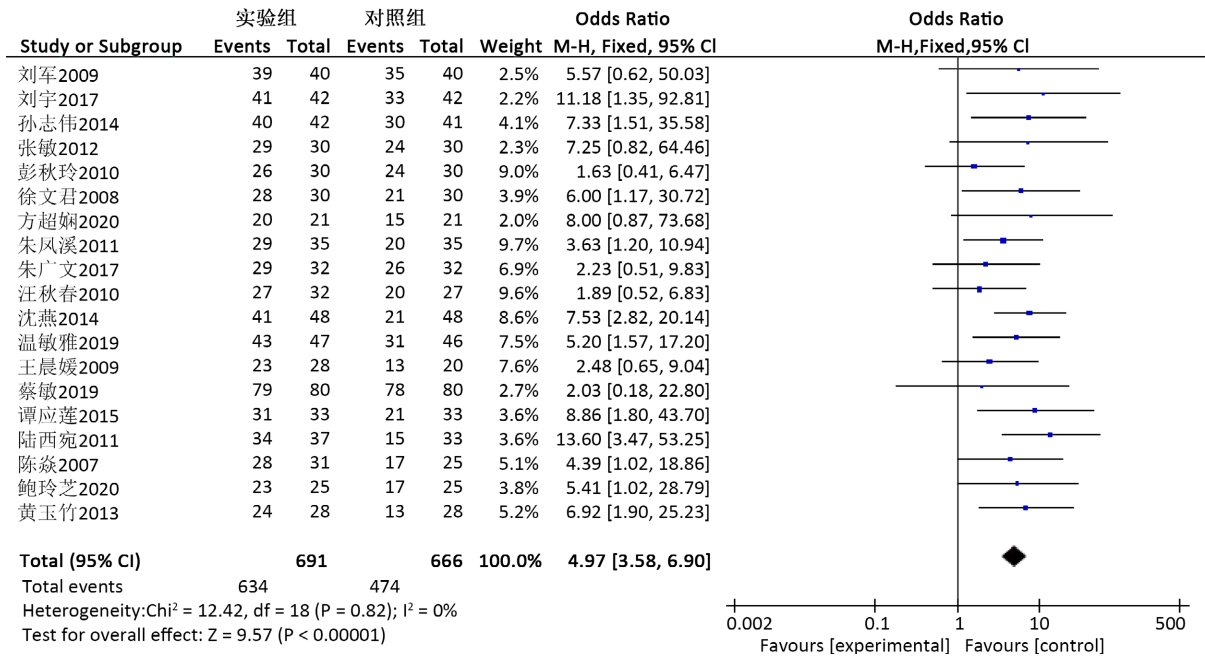 实验组 对照组 Odds Ratio Odds Ratio
Study or Subgroup Events Total Events Total Weight M-H, Fixed, 95% CI M-H,Fixed,95% CI
刘军2009 39 40 35 40 2.5% 5.57 [0.62, 50.03]
刘宇2017 41 42 33 42 2.2% 11.18 [1.35, 92.81]
孙志伟2014 40 42 30 41 4.1% 7.33 [1.51, 35.58]
张敏2012 29 30 24 30 2.3% 7.25 [0.82, 64.46]
彭秋玲2010 26 30 24 30 9.0% 1.63 [0.41, 6.47]
徐文君2008 28 30 21 30 3.9% 6.00 [1.17, 30.72]
方超娴2020 20 21 15 21 2.0% 8.00 [0.87, 73.68]
朱凤溪2011 29 35 20 35 9.7% 3.63 [1.20, 10.94]
朱广文2017 29 32 26 32 6.9% 2.23 [0.51, 9.83]
汪秋春2010 27 32 20 27 9.6% 1.89 [0.52, 6.83]
沈燕2014 41 48 21 48 8.6% 7.53 [2.82, 20.14]
温敏雅2019 43 47 31 46 7.5% 5.20 [1.57, 17.20]
王晨媛2009 23 28 13 20 7.6% 2.48 [0.65, 9.04]
蔡敏2019 79 80 78 80 2.7% 2.03 [0.18, 22.80]
谭应莲2015 31 33 21 33 3.6% 8.86 [1.80, 43.70]
陆西宛2011 34 37 15 33 3.6% 13.60 [3.47, 53.25]
陈焱2007 28 31 17 25 5.1% 4.39 [1.02, 18.86]
鲍玲芝2020 23 25 17 25 3.8% 5.41 [1.02, 28.79]
黄玉竹2013 24 28 13 28 5.2% 6.92 [1.90, 25.23]
Total (95% CI) 691 666 100.0% 4.97 [3.58, 6.90]
Total events 634 474
Heterogeneity:Chi² = 12.42, df = 18 (P = 0.82); I² = 0%
Test for overall effect: Z = 9.57 (P < 0.00001)
0.002 0.1 1 10 500
Favours [experimental] Favours [control]